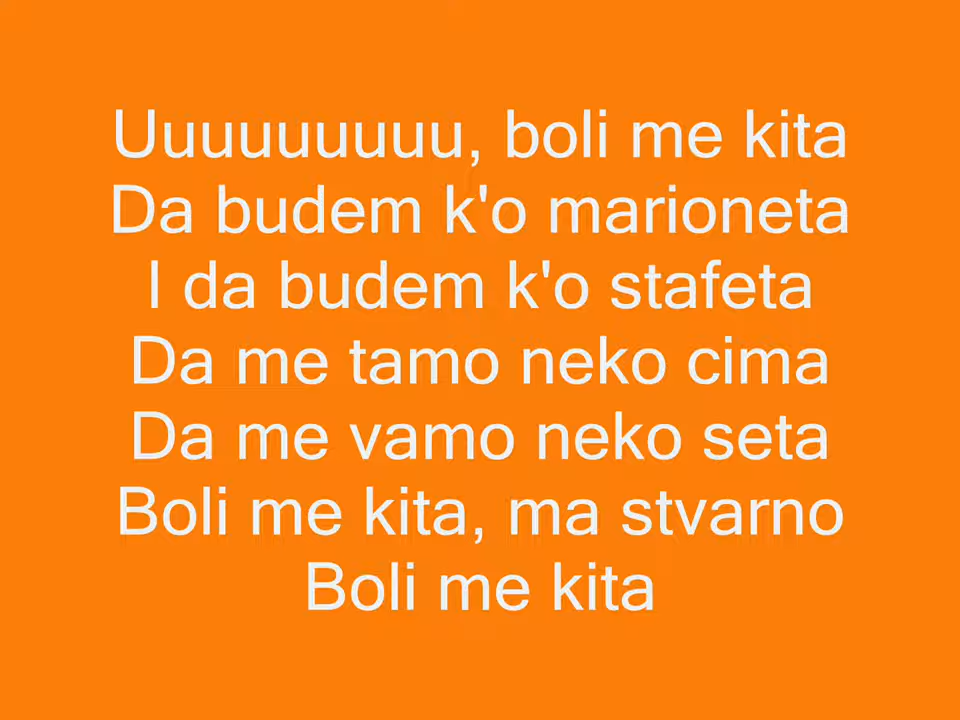 Uuuuuuuuu, boli me kita
Da budem k'o marioneta
I da budem k'o stafeta
Da me tamo neko cima
Da me vamo neko seta
Boli me kita, ma stvarno
Boli me kita